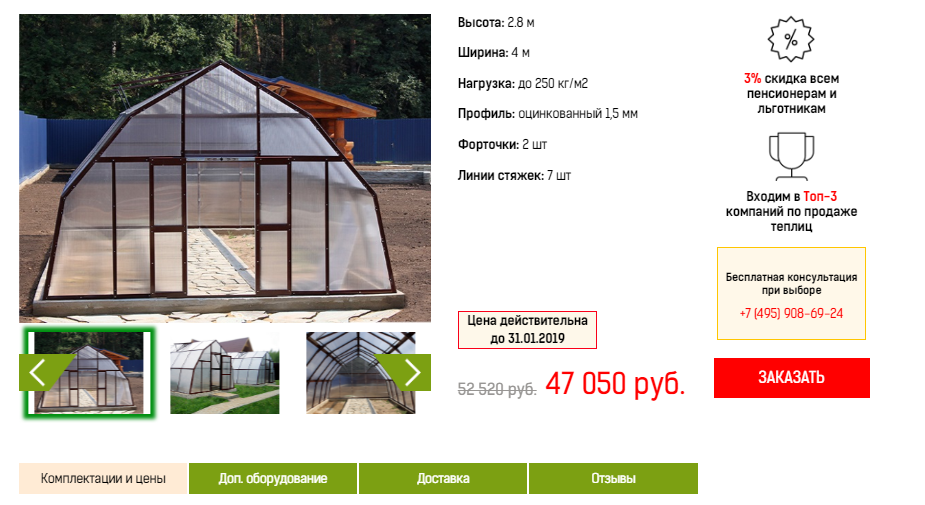 Высота: 2.8 м
Ширина: 4 м
Нагрузка: до 250 кг/м2
Профиль: оцинкованный 1,5 мм
Форточки: 2 шт
Линии стяжек: 7 шт
Цена действительна
до 31.01.2019
52 520 руб. 47 050 руб.
%
3% скидка всем
пенсионерам и
льготникам
Входим в Топ-3
компаний по продаже
теплиц
Бесплатная консультация
при выборе
+7 (495) 908-69-24
ЗАКАЗАТЬ
Комплектации и цены
Доп. оборудование
Доставка
Отзывы